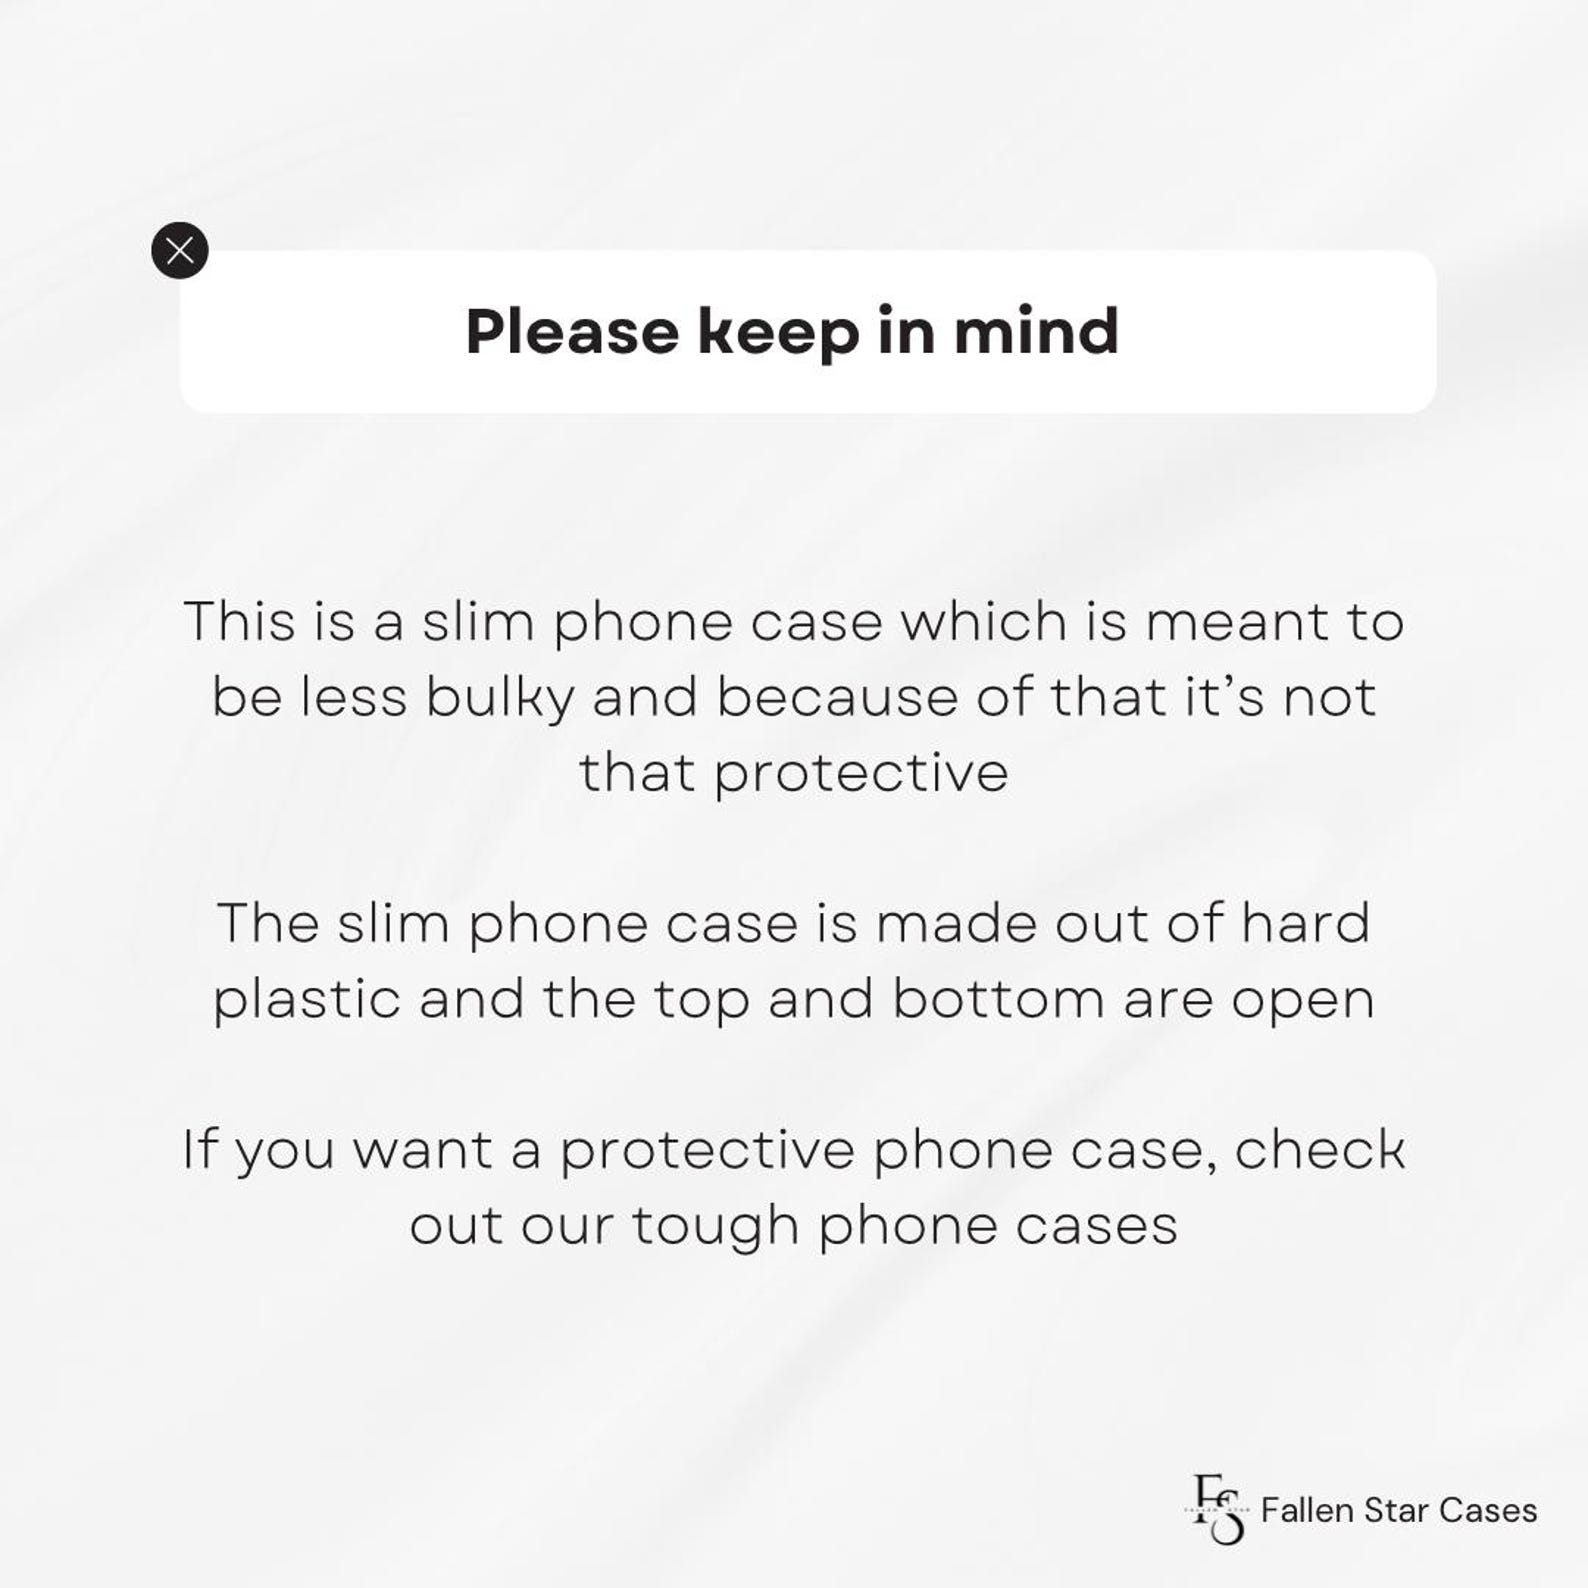 Please keep in mind
This is a slim phone case which is meant to
be less bulky and because of that it’s not
that protective
The slim phone case is made out of hard
plastic and the top and bottom are open
If you want a protective phone case, check
out our tough phone cases
FS
Fallen Star Cases